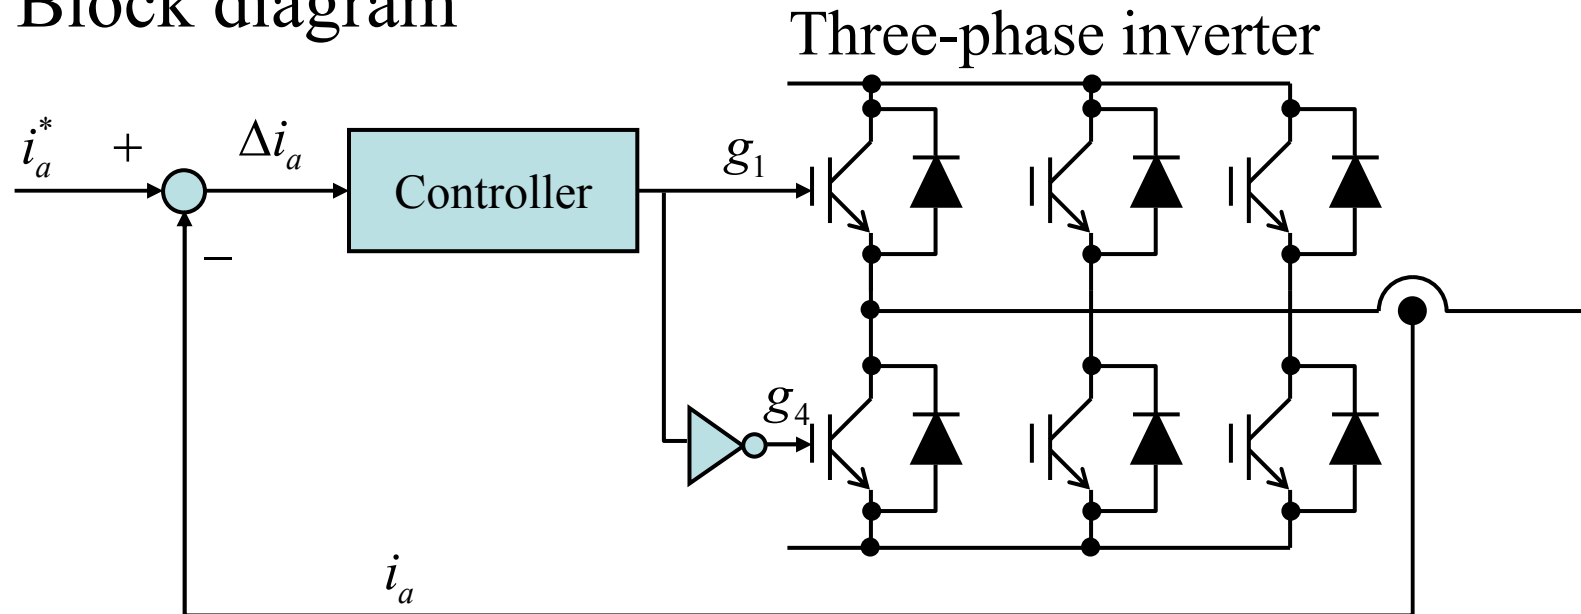 Block diagram
Three-phase inverter
i*a + Δia Controller g1
−
g4
ia